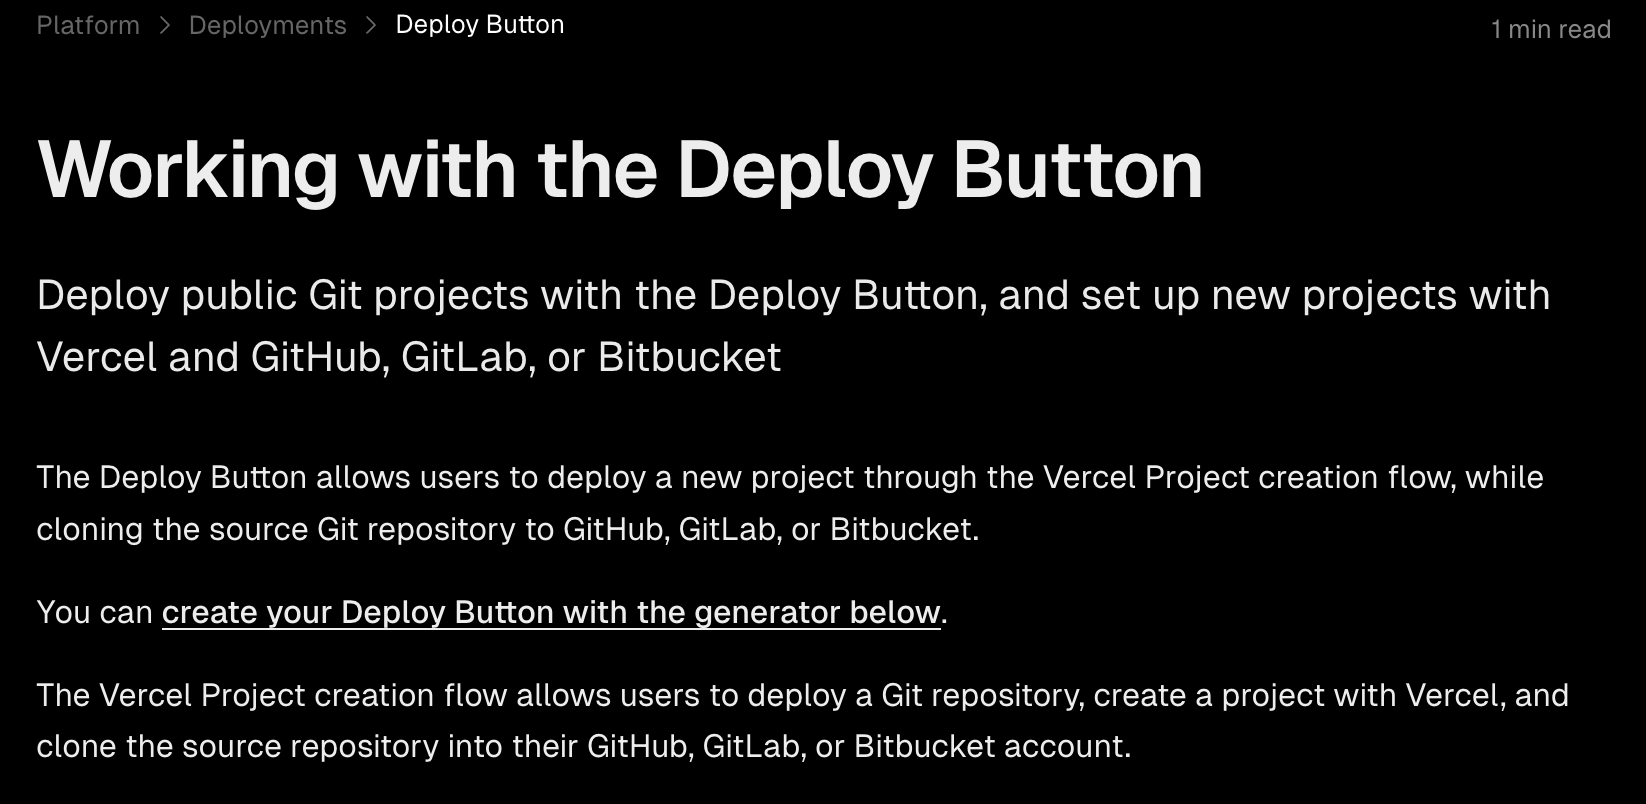 Platform > Deployments > Deploy Button
1 min read
Working with the Deploy Button
Deploy public Git projects with the Deploy Button, and set up new projects with
Vercel and GitHub, GitLab, or Bitbucket
The Deploy Button allows users to deploy a new project through the Vercel Project creation flow, while
cloning the source Git repository to GitHub, GitLab, or Bitbucket.
You can create your Deploy Button with the generator below.
The Vercel Project creation flow allows users to deploy a Git repository, create a project with Vercel, and
clone the source repository into their GitHub, GitLab, or Bitbucket account.